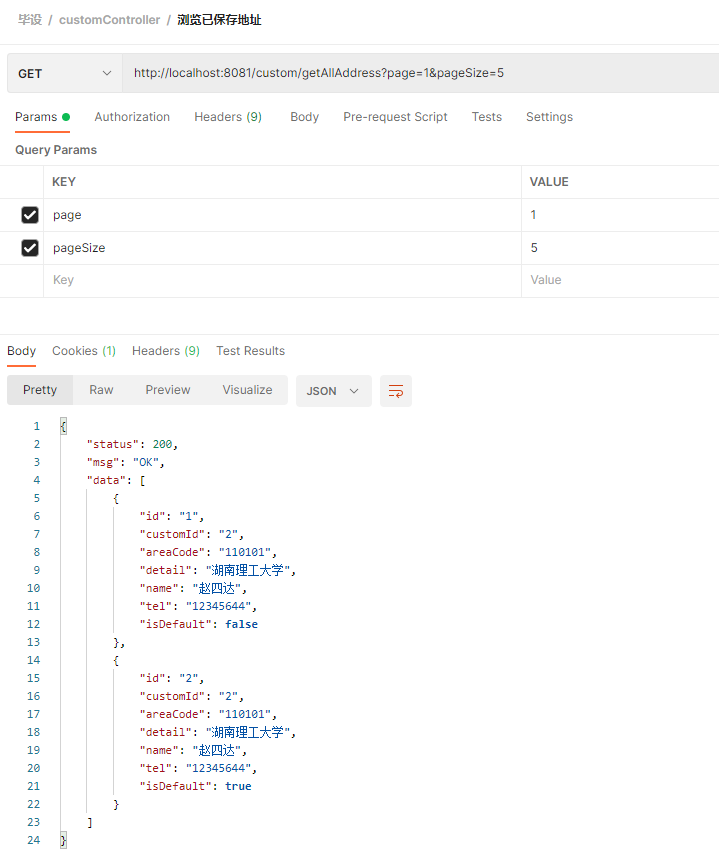 毕设 / customController / 浏览已保存地址
GET http://localhost:8081/custom/getAllAddress?page=1&pageSize=5
Params Authorization Headers (9) Body Pre-request Script Tests Settings
Query Params
KEY VALUE
page 1
pageSize 5
Key Value
Body Cookies (1) Headers (9) Test Results
Pretty Raw Preview Visualize JSON
1 {
2 "status": 200,
3 "msg": "OK",
4 "data": [
5 {
6 "id": "1",
7 "customId": "2",
8 "areaCode": "110101",
9 "detail": "湖南理工大学",
10 "name": "赵四达",
11 "tel": "12345644",
12 "isDefault": false
13 },
14 {
15 "id": "2",
16 "customId": "2",
17 "areaCode": "110101",
18 "detail": "湖南理工大学",
19 "name": "赵四达",
20 "tel": "12345644",
21 "isDefault": true
22 }
23 ]
24 }